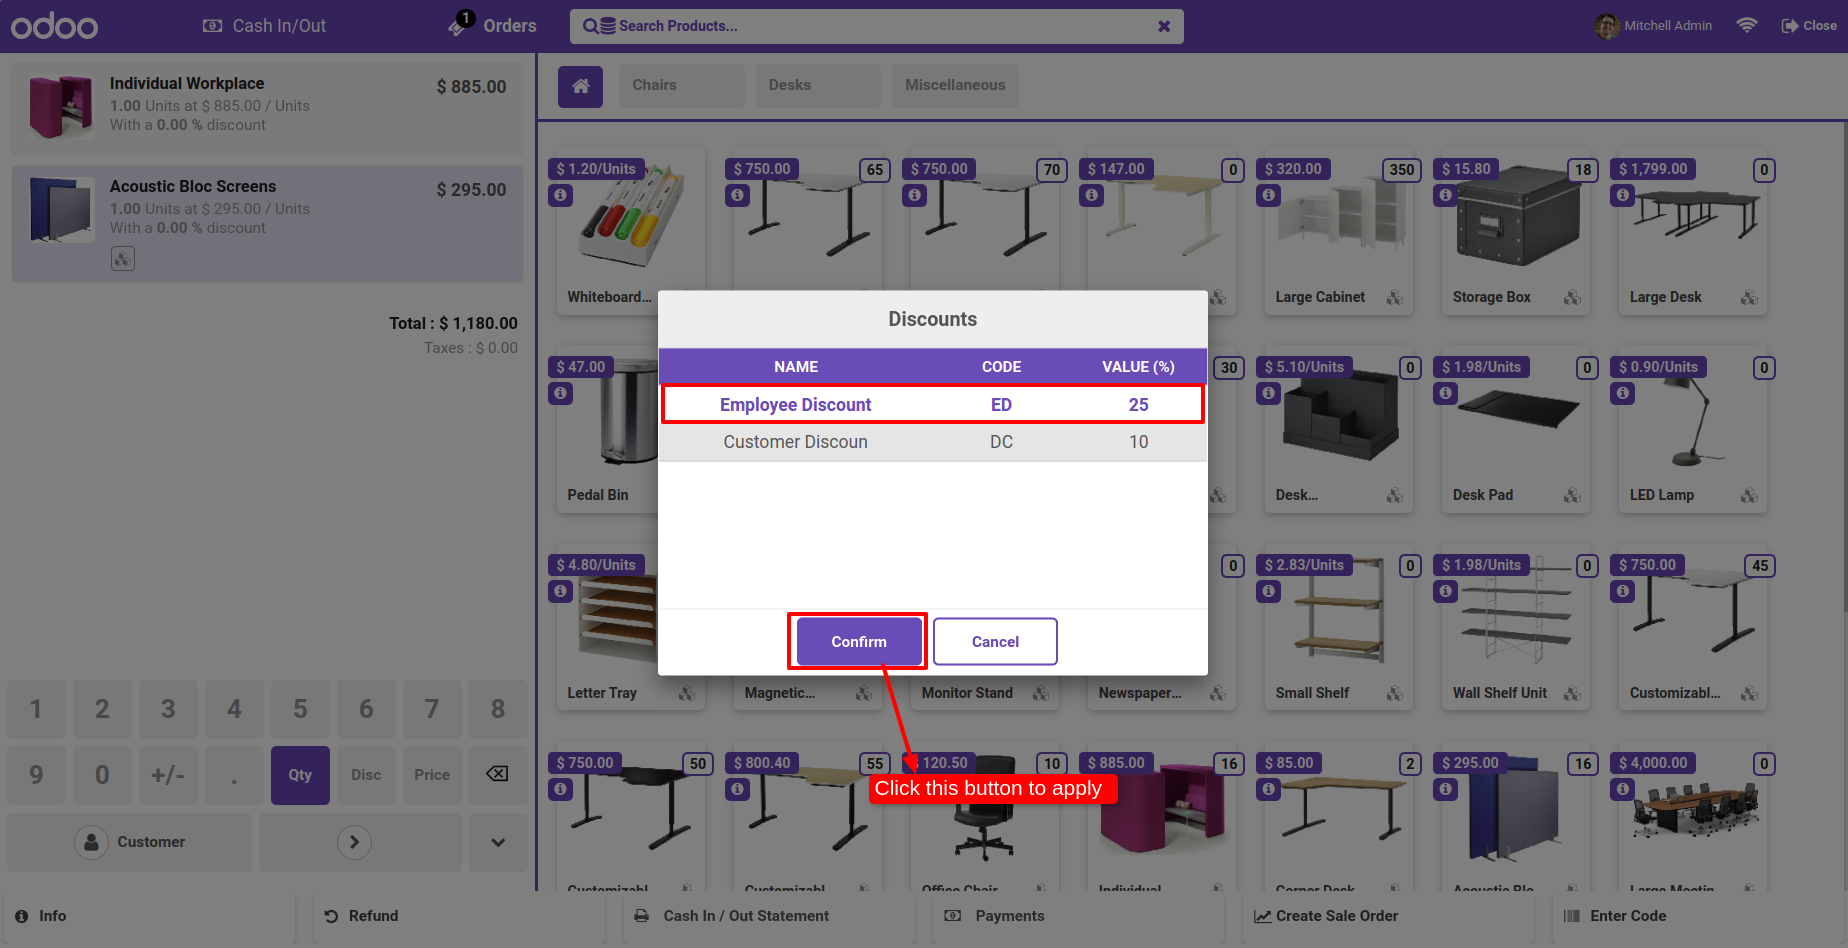 odoo
Cash In/Out
1
Orders
Search Products...
Mitchell Admin
Close
Individual Workplace
$ 885.00
1.00 Units at $ 885.00 / Units
With a 0.00 % discount
Acoustic Bloc Screens
$ 295.00
1.00 Units at $ 295.00 / Units
With a 0.00 % discount
Total : $ 1,180.00
Taxes : $ 0.00
1 2 3 4 5 6 7 8
9 0 +/- . Qty Disc Price
Customer
Chairs
Desks
Miscellaneous
$ 1.20/Units
$ 750.00
65
$ 750.00
70
$ 147.00
0
$ 320.00
350
$ 15.80
18
$ 1,799.00
0
Whiteboard...
Large Cabinet
Storage Box
Large Desk
$ 47.00
30
$ 5.10/Units
0
$ 1.98/Units
0
$ 0.90/Units
0
Pedal Bin
Desk...
Desk Pad
LED Lamp
$ 4.80/Units
0
$ 2.83/Units
0
$ 1.98/Units
0
$ 750.00
45
Letter Tray
Magnetic...
Monitor Stand
Newspaper...
Small Shelf
Wall Shelf Unit
Customizabl...
$ 750.00
50
$ 800.40
55
120.50
10
$ 885.00
16
$ 85.00
2
$ 295.00
16
$ 4,000.00
0
Customizabl
Customizabl
Office Chair
Individual
Corner Desk
Acoustic Blo
Large Meetin
Discounts
NAME CODE VALUE (%)
Employee Discount ED 25
Customer Discoun DC 10
Confirm
Cancel
Click this button to apply
Info
Refund
Cash In / Out Statement
Payments
Create Sale Order
Enter Code